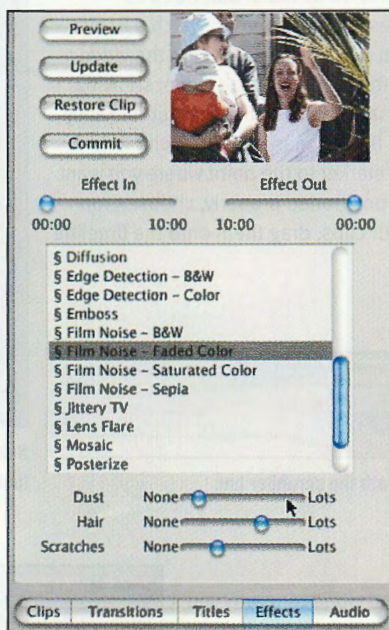 Preview
Update
Restore Clip
Commit
Effect In Effect Out
00:00 10:00 10:00 00:00
§ Diffusion
§ Edge Detection – B&W
§ Edge Detection – Color
§ Emboss
§ Film Noise – B&W
§ Film Noise – Faded Color
§ Film Noise – Saturated Color
§ Film Noise – Sepia
§ Jittery TV
§ Lens Flare
§ Mosaic
§ Posterize
Dust None Lots
Hair None Lots
Scratches None Lots
Clips Transitions Titles Effects Audio